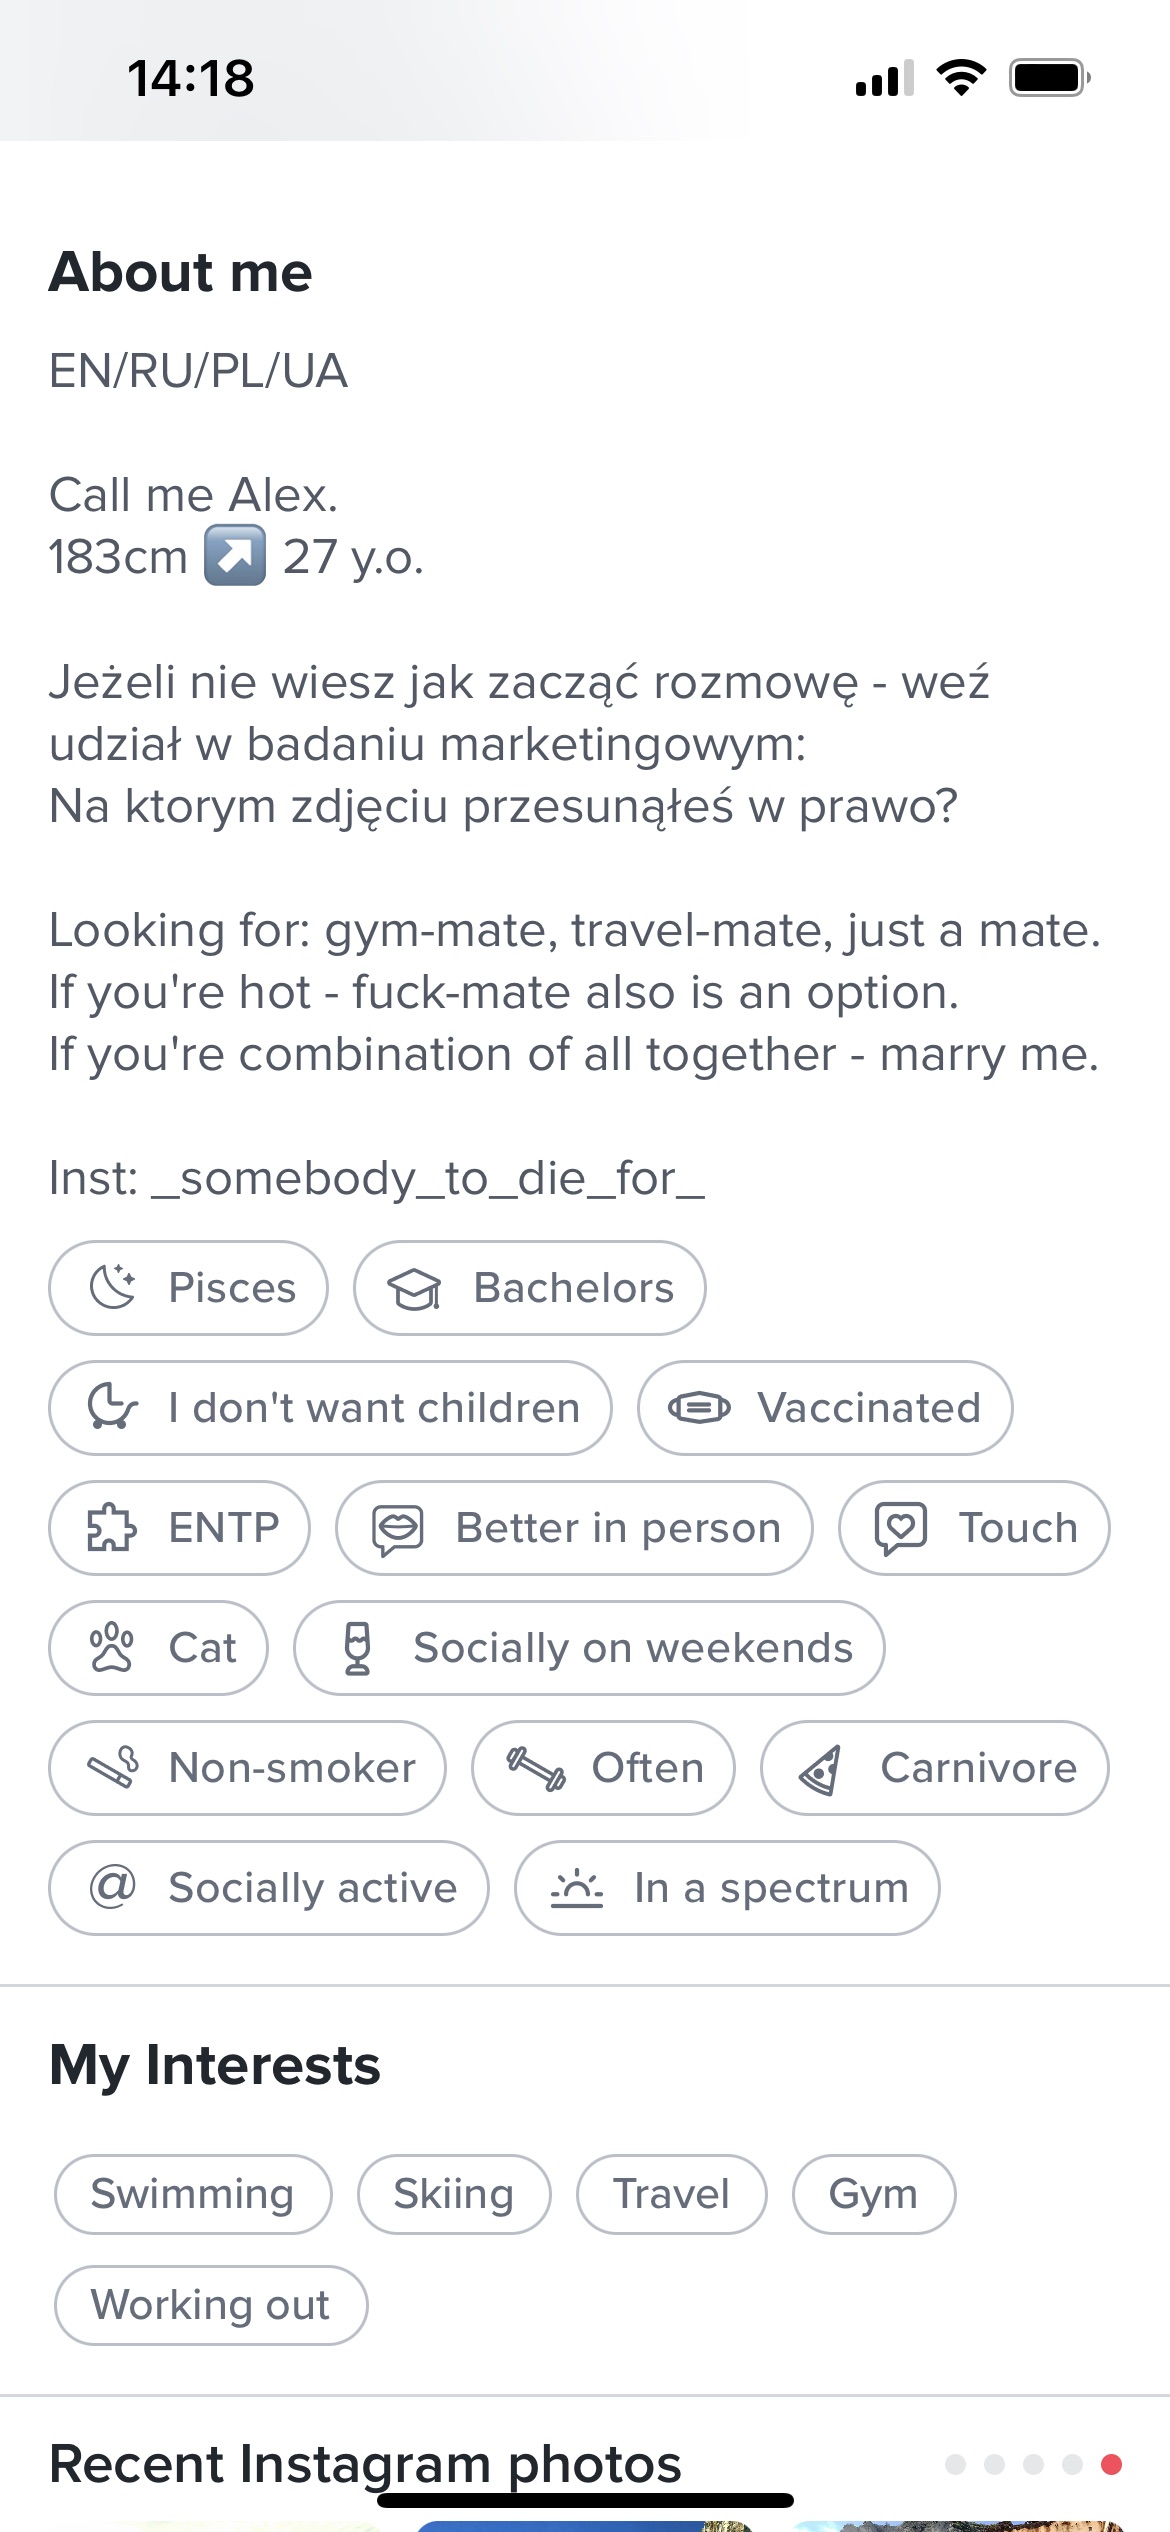 14:18
About me
EN/RU/PL/UA
Call me Alex.
183cm ↗️ 27 y.o.
Jeżeli nie wiesz jak zacząć rozmowę - weź
udział w badaniu marketingowym:
Na ktorym zdjęciu przesunąłeś w prawo?
Looking for: gym-mate, travel-mate, just a mate.
If you're hot - fuck-mate also is an option.
If you're combination of all together - marry me.
Inst: _somebody_to_die_for_
Pisces Bachelors
I don't want children Vaccinated
ENTP Better in person Touch
Cat Socially on weekends
Non-smoker Often Carnivore
@ Socially active In a spectrum
My Interests
Swimming Skiing Travel Gym
Working out
Recent Instagram photos